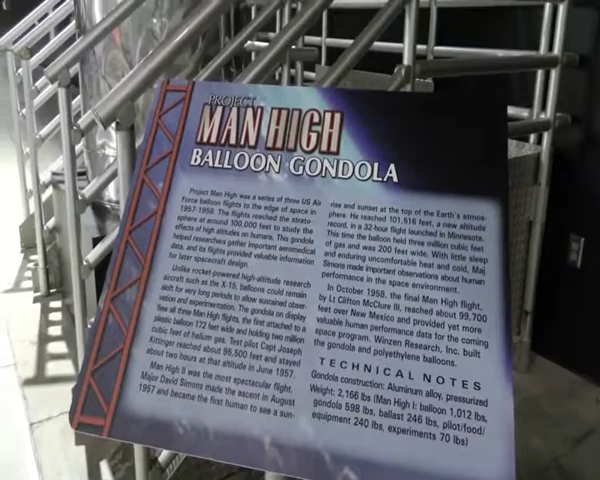 PROJECT
MAN HIGH
BALLOON GONDOLA
Project Man High was a series of three US Air
Force balloon flights to the edge of space in
1957-1958. The flights reached the strato-
sphere at around 100,000 feet to study the
effects of high altitudes on humans. This gondola
helped researchers gather important aeromedical
data, and its flights provided valuable information
for later spacecraft design.
Unlike rocket-powered high-altitude research
aircraft such as the X-15, balloons could remain
aloft for very long periods to allow sustained obser-
vation and experimentation. The gondola on display
flew all three Man High flights, the first attached to a
plastic balloon 172 feet wide and holding two million
cubic feet of helium gas. Test pilot Capt Joseph
Kittinger reached about 95,500 feet and stayed
about two hours at that altitude in June 1957.
Man High II was the most spectacular flight.
Major David Simons made the ascent in August
1957 and became the first human to see a sun-
rise and sunset at the top of the Earth's atmos-
phere. He reached 101,516 feet, a new altitude
record, in a 32-hour flight launched in Minnesota.
This time the balloon held three million cubic feet
of gas and was 200 feet wide. With little sleep
and enduring uncomfortable heat and cold, Maj
Simons made important observations about human
performance in the space environment.
In October 1958, the final Man High flight,
by Lt Clifton McClure III, reached about 99,700
feet over New Mexico and provided yet more
valuable human performance data for the coming
space program. Winzen Research, Inc. built
the gondola and polyethylene balloons.
TECHNICAL NOTES
Gondola construction: Aluminum alloy, pressurized
Weight: 2,166 lbs (Man High I: balloon 1,012 lbs,
gondola 598 lbs, ballast 246 lbs, pilot/food/
equipment 240 lbs, experiments 70 lbs)